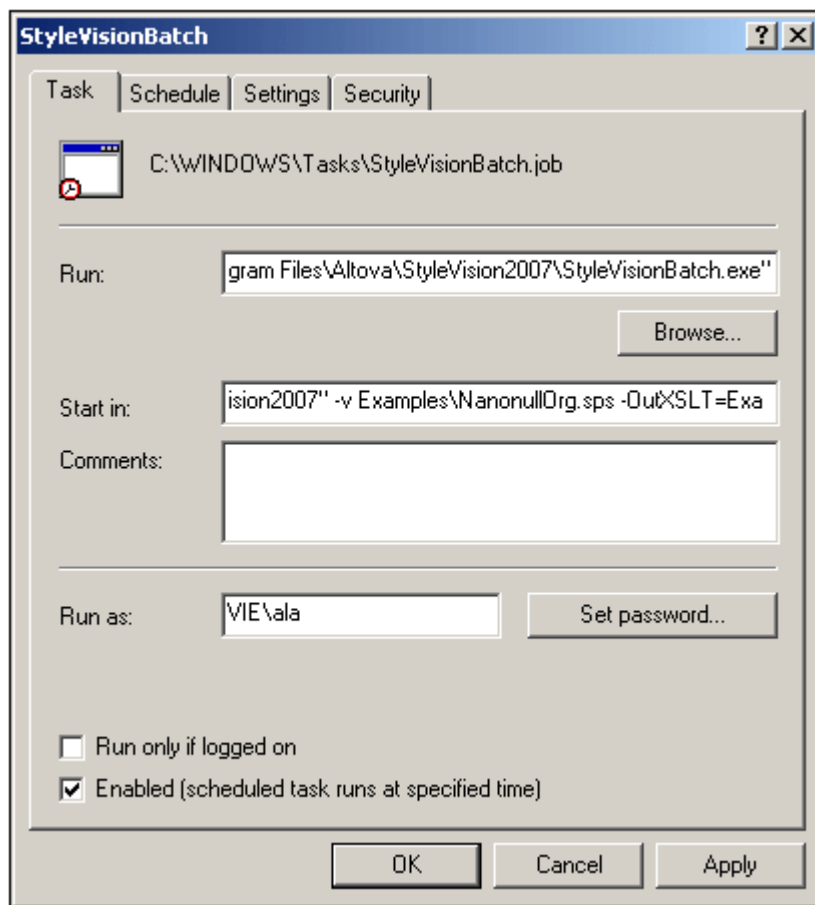 StyleVisionBatch
Task Schedule Settings Security
C:\WINDOWS\Tasks\StyleVisionBatch.job
Run: gram Files\Altova\StyleVision2007\StyleVisionBatch.exe"
Browse...
Start in: ision2007" -v Examples\NanonullOrg.sps -OutXSLT=Exa
Comments:
Run as: VIE\ala Set password...
Run only if logged on
Enabled (scheduled task runs at specified time)
OK Cancel Apply